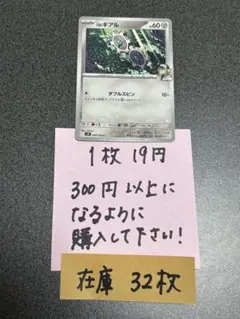 ギアル
60
ダブルスピン
10×
1枚 19円
300円以上に
なるように
購入して下さい!
在庫 32枚